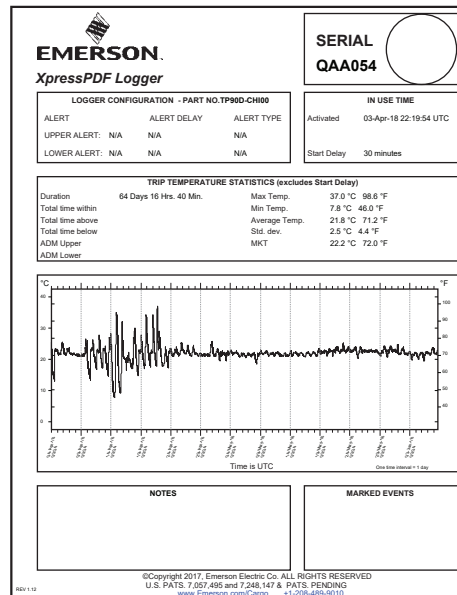 EMERSON.
XpressPDF Logger
SERIAL
QAA054
LOGGER CONFIGURATION - PART NO.TP90D-CHI00
ALERT ALERT DELAY ALERT TYPE
UPPER ALERT: N/A N/A N/A
LOWER ALERT: N/A N/A N/A
IN USE TIME
Activated 03-Apr-18 22:19:54 UTC
Start Delay 30 minutes
TRIP TEMPERATURE STATISTICS (excludes Start Delay)
Duration 64 Days 16 Hrs. 40 Min. Max Temp. 37.0 °C 98.6 °F
Total time within Min Temp. 7.8 °C 46.0 °F
Total time above Average Temp. 21.8 °C 71.2 °F
Total time below Std. dev. 2.5 °C 4.4 °F
ADM Upper MKT 22.2 °C 72.0 °F
ADM Lower
°C °F
40 100
30 90
80
20 70
60
10 50
40
0
Time is UTC
One time interval = 1 day
NOTES
MARKED EVENTS
©Copyright 2017, Emerson Electric Co. ALL RIGHTS RESERVED
U.S. PATS. 7,057,495 and 7,248,147 & PATS. PENDING
REV 1.12 www.Emerson.com/Cargo +1-208-489-9010